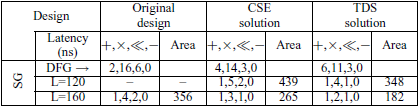 Design Original design CSE solution TDS solution
Latency (ns) +,×,≪,− Area +,×,≪,− Area +,×,≪,− Area
SG DFG → 2,16,6,0 4,14,3,0 6,11,3,0
L=120 – – 1,5,2,0 439 1,4,1,0 348
L=160 1,4,2,0 356 1,3,1,0 265 1,2,1,0 182